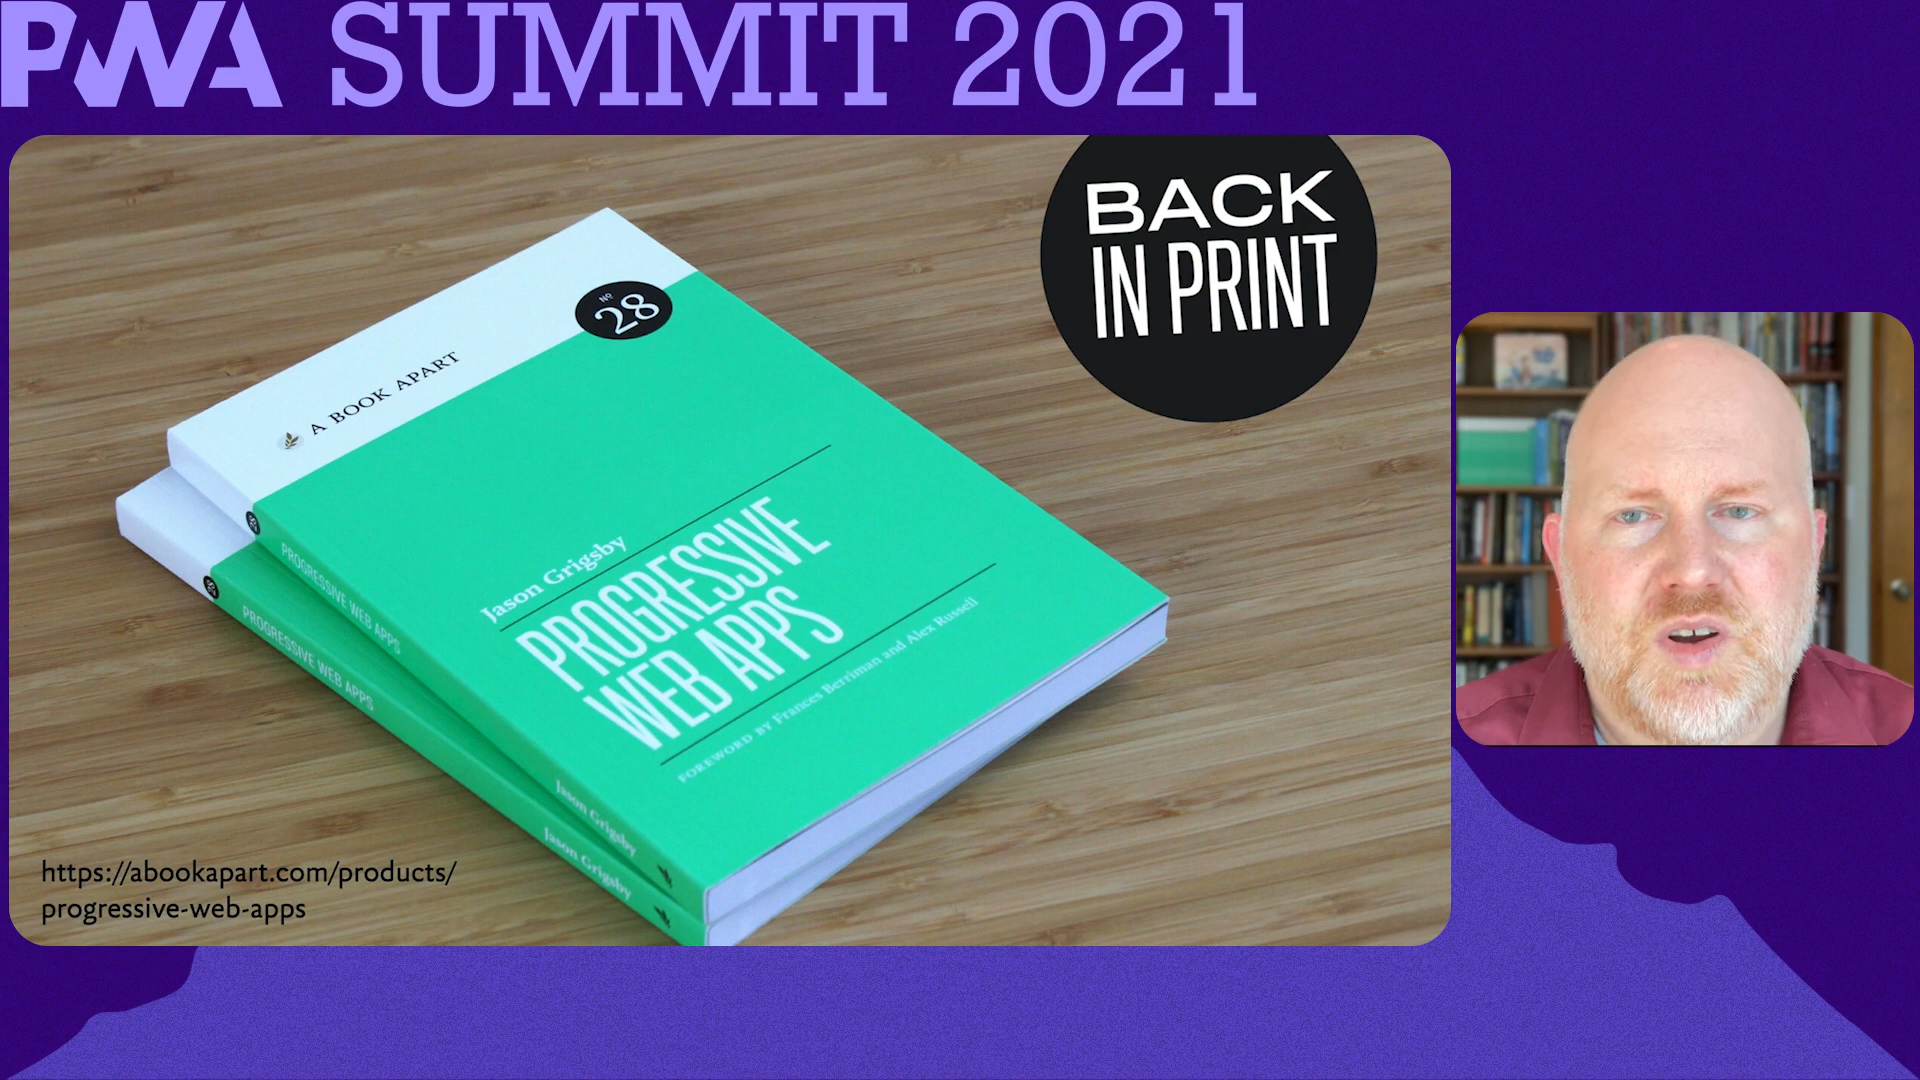 PWA SUMMIT 2021
BACK
IN PRINT
Nº
28
A BOOK APART
Jason Grigsby
PROGRESSIVE
WEB APPS
FOREWORD BY Frances Berriman and Alex Russell
28
PROGRESSIVE WEB APPS
Jason Grigsby
28
PROGRESSIVE WEB APPS
Jason Grigsby
https://abookapart.com/products/
progressive-web-apps